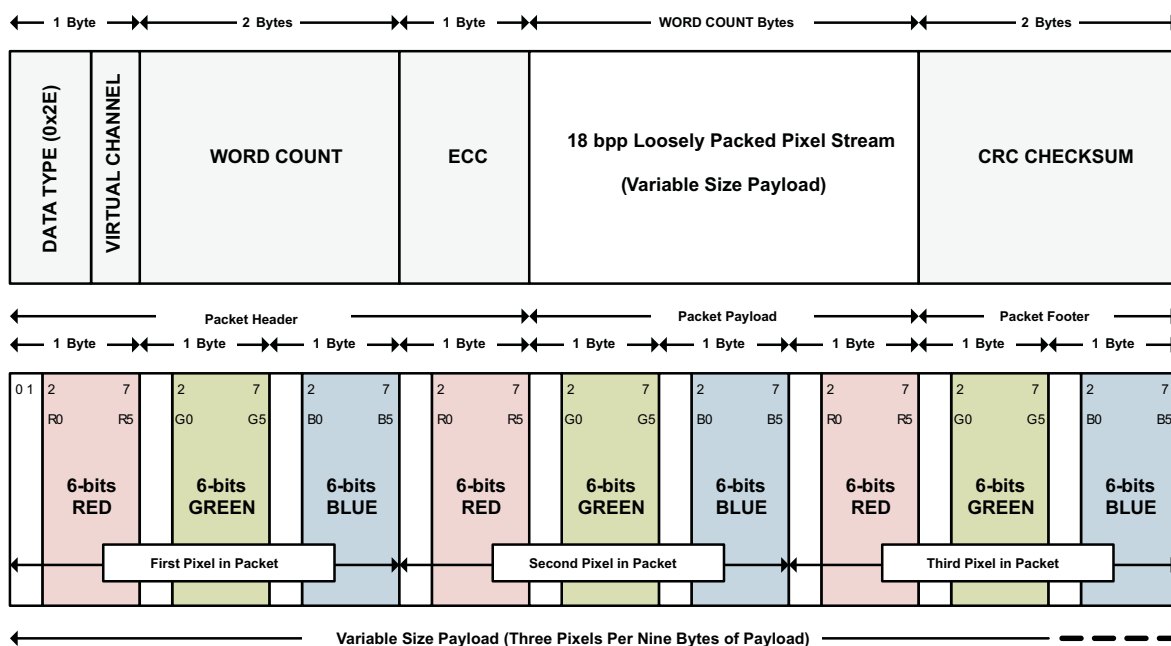 1 Byte 2 Bytes 1 Byte WORD COUNT Bytes 2 Bytes
DATA TYPE (0x2E)
VIRTUAL CHANNEL
WORD COUNT
ECC
18 bpp Loosely Packed Pixel Stream
(Variable Size Payload)
CRC CHECKSUM
Packet Header Packet Payload Packet Footer
1 Byte 1 Byte 1 Byte 1 Byte 1 Byte 1 Byte 1 Byte 1 Byte 1 Byte
0 1 2 7 2 7 2 7 2 7 2 7 2 7 2 7 2 7 2 7
R0 R5 G0 G5 B0 B5 R0 R5 G0 G5 B0 B5 R0 R5 G0 G5 B0 B5
6-bits 6-bits 6-bits 6-bits 6-bits 6-bits 6-bits 6-bits 6-bits
RED GREEN BLUE RED GREEN BLUE RED GREEN BLUE
First Pixel in Packet Second Pixel in Packet Third Pixel in Packet
Variable Size Payload (Three Pixels Per Nine Bytes of Payload)